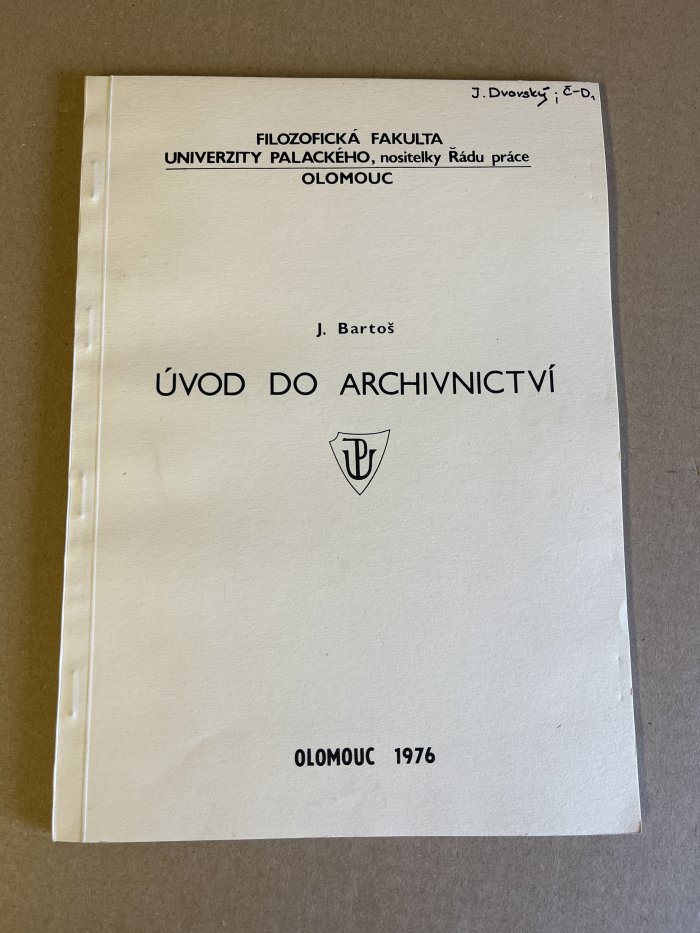 J. Dvorský; Č-D,
FILOZOFICKÁ FAKULTA
UNIVERZITY PALACKÉHO, nositelky Řádu práce
OLOMOUC
J. Bartoš
ÚVOD DO ARCHIVNICTVÍ
UP
OLOMOUC 1976